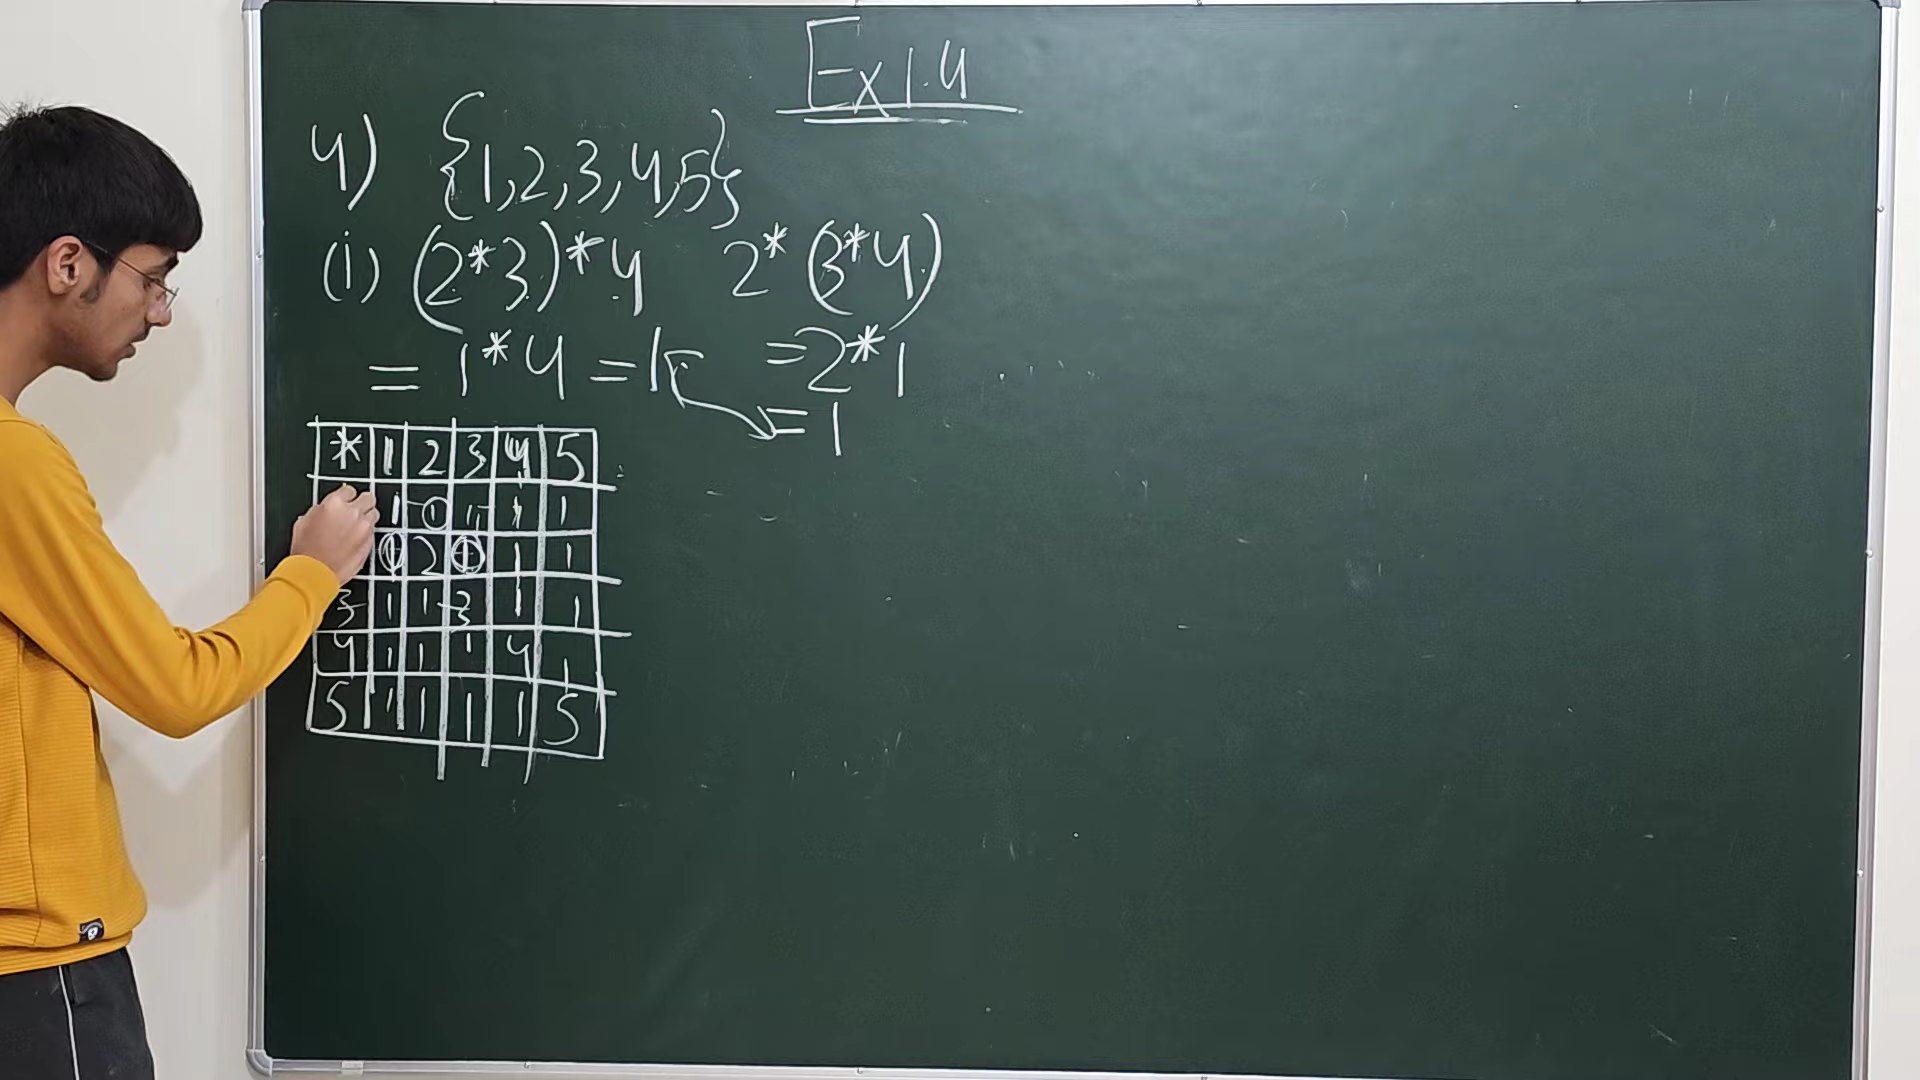 Ex 1.4
4) {1,2,3,4,5}
(i) (2*3)*4 2*(3*4)
= 1*4 = 1 = 2*1
= 1
* 1 2 3 4 5
1 1 1 1 1
1 2 1 1 1
3 1 1 3 1 1
4 1 1 1 4 1
5 1 1 1 1 5